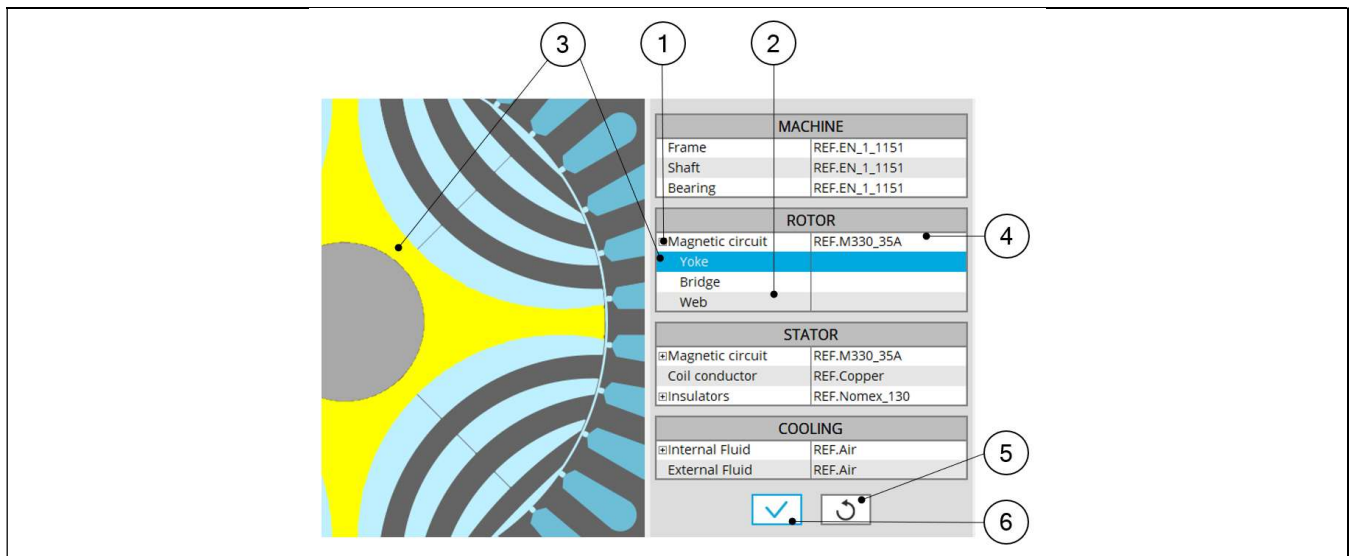 3 1 2
MACHINE
Frame REF.EN_1_1151
Shaft REF.EN_1_1151
Bearing REF.EN_1_1151
ROTOR
Magnetic circuit REF.M330_35A
4
Yoke
Bridge
Web
STATOR
Magnetic circuit REF.M330_35A
Coil conductor REF.Copper
Insulators REF.Nomex_130
COOLING
Internal Fluid REF.Air
5
External Fluid REF.Air
6